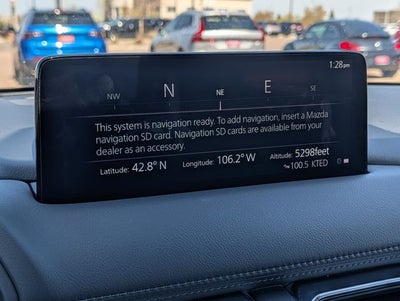 1:28pm
NW N NE E SE
This system is navigation ready. To add navigation, insert a Mazda
navigation SD card. Navigation SD cards are available from your
dealer as an accessory.
Latitude: 42.8° N Longitude: 106.2° W Altitude: 5298feet
100.5 KTED